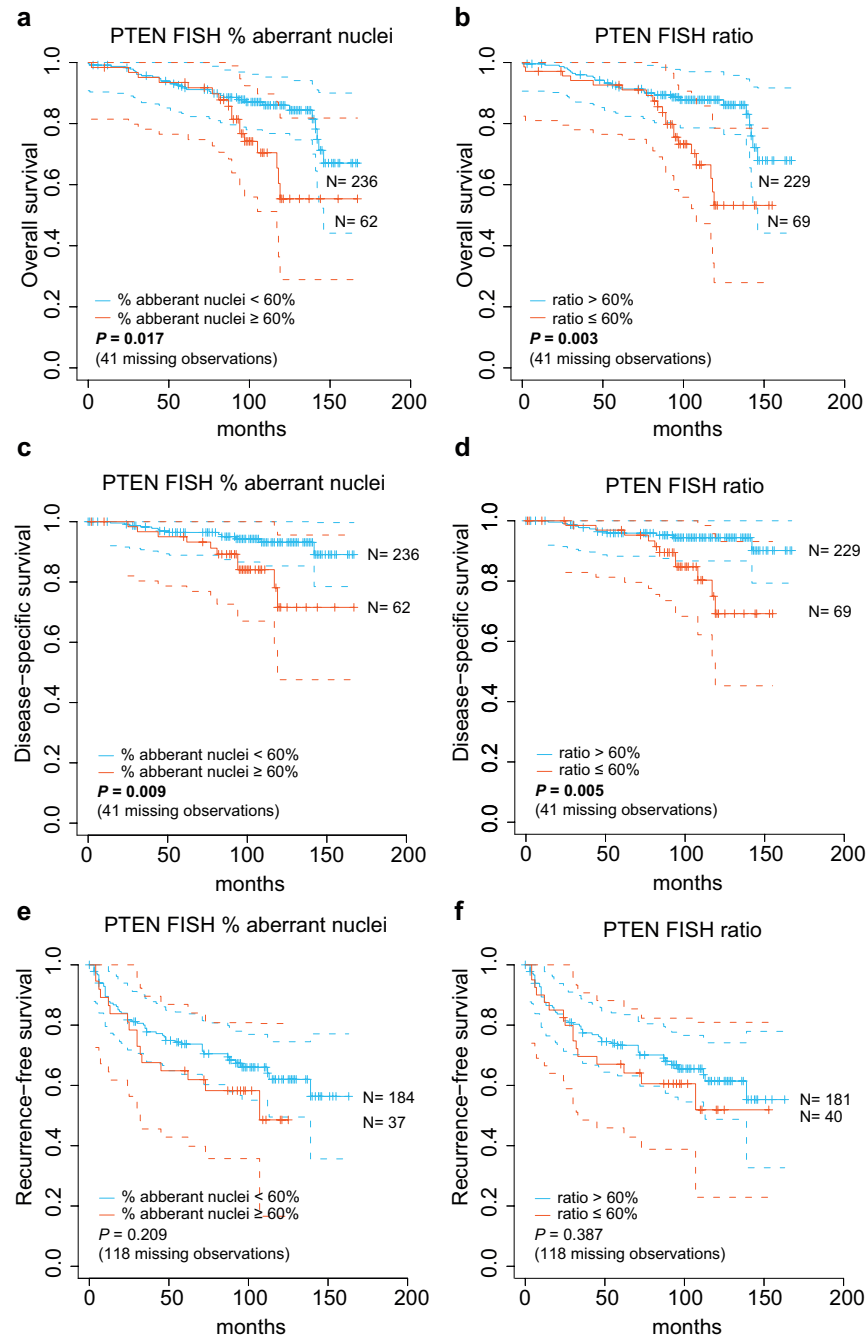 a
PTEN FISH % aberrant nuclei
Overall survival
1.0
0.8
0.6
0.4
0.2
0.0
N= 236
N= 62
% abberant nuclei < 60%
% abberant nuclei ≥ 60%
P = 0.017
(41 missing observations)
0 50 100 150 200
months
b
PTEN FISH ratio
Overall survival
1.0
0.8
0.6
0.4
0.2
0.0
N= 229
N= 69
ratio > 60%
ratio ≤ 60%
P = 0.003
(41 missing observations)
0 50 100 150 200
months
c
PTEN FISH % aberrant nuclei
Disease−specific survival
1.0
0.8
0.6
0.4
0.2
0.0
N= 236
N= 62
% abberant nuclei < 60%
% abberant nuclei ≥ 60%
P = 0.009
(41 missing observations)
0 50 100 150 200
months
d
PTEN FISH ratio
Disease−specific survival
1.0
0.8
0.6
0.4
0.2
0.0
N= 229
N= 69
ratio > 60%
ratio ≤ 60%
P = 0.005
(41 missing observations)
0 50 100 150 200
months
e
PTEN FISH % aberrant nuclei
Recurrence−free survival
1.0
0.8
0.6
0.4
0.2
0.0
N= 184
N= 37
% abberant nuclei < 60%
% abberant nuclei ≥ 60%
P = 0.209
(118 missing observations)
0 50 100 150 200
months
f
PTEN FISH ratio
Recurrence−free survival
1.0
0.8
0.6
0.4
0.2
0.0
N= 181
N= 40
ratio > 60%
ratio ≤ 60%
P = 0.387
(118 missing observations)
0 50 100 150 200
months